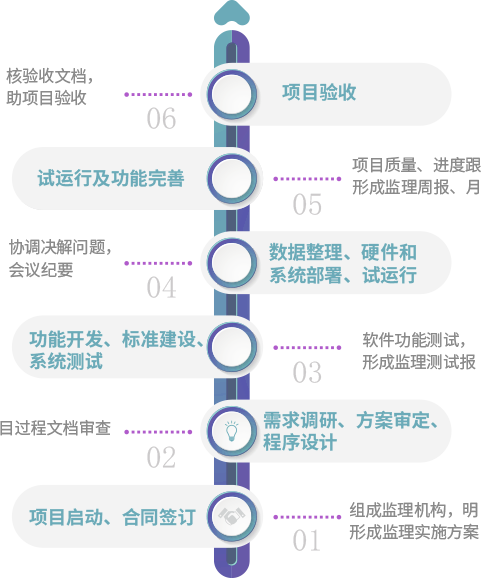 核验收文档，
助项目验收
06
项目验收
试运行及功能完善
项目质量、进度跟
形成监理周报、月
05
协调决解问题，
会议纪要
04
数据整理、硬件和
系统部署、试运行
功能开发、标准建设、
系统测试
软件功能测试，
形成监理测试报
03
目过程文档审查
02
需求调研、方案审定、
程序设计
项目启动、合同签订
组成监理机构，明
形成监理实施方案
01